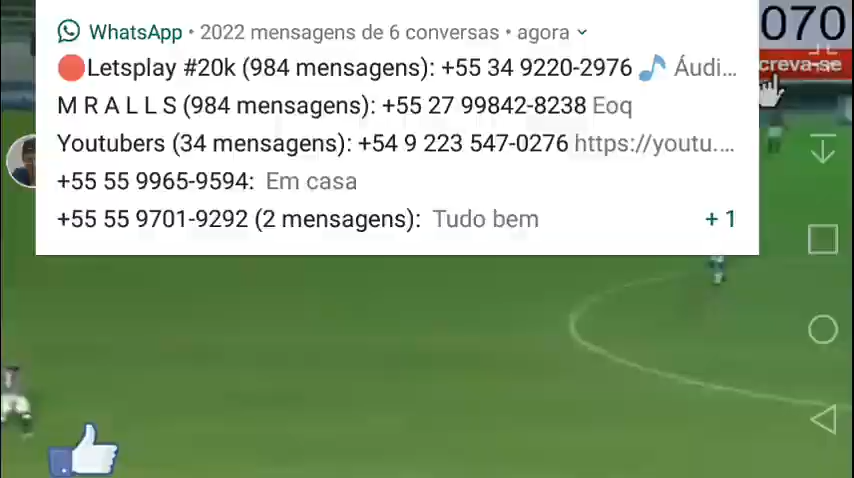 WhatsApp • 2022 mensagens de 6 conversas • agora
🔴Letsplay #20k (984 mensagens): +55 34 9220-2976 🎵 Áudi...
M R A L L S (984 mensagens): +55 27 99842-8238 Eoq
Youtubers (34 mensagens): +54 9 223 547-0276 https://youtu....
+55 55 9965-9594: Em casa
+55 55 9701-9292 (2 mensagens): Tudo bem +1
070
creva-se